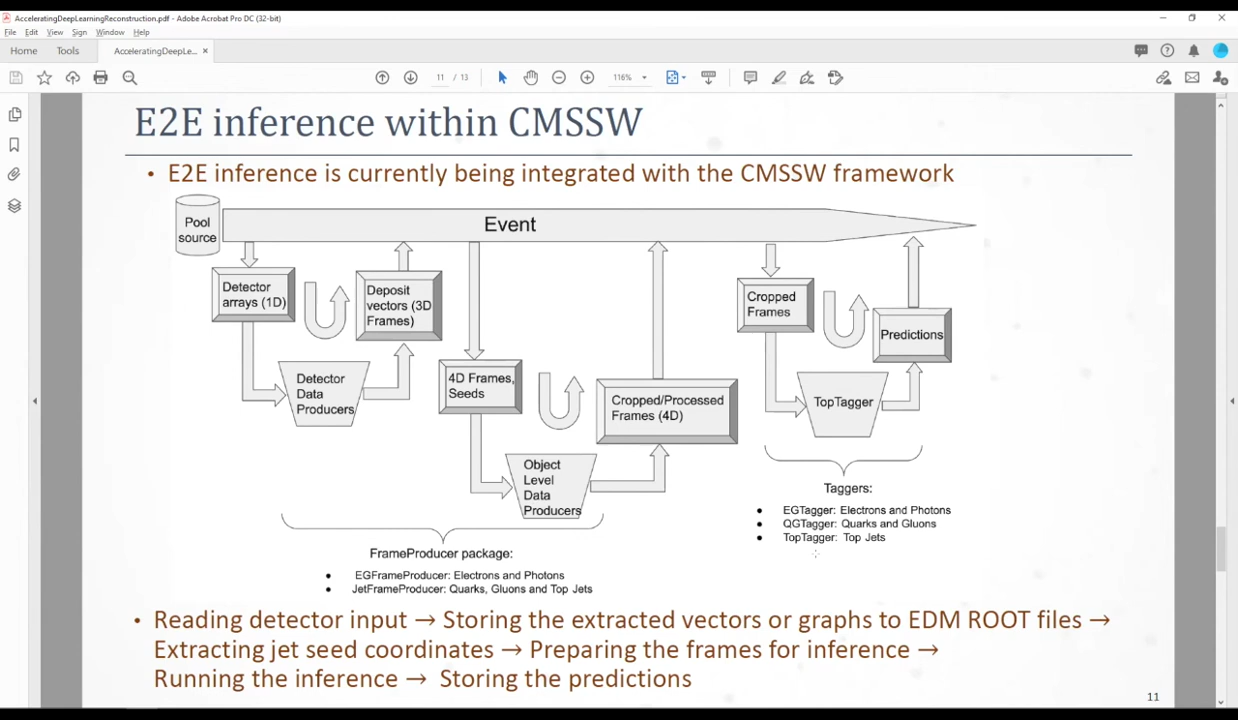 AcceleratingDeepLearningReconstruction.pdf - Adobe Acrobat Pro DC (32-bit)
File Edit View Sign Window Help
Home Tools AcceleratingDeepLe... ×
11 / 13 116%
E2E inference within CMSSW
• E2E inference is currently being integrated with the CMSSW framework
Pool
source
Event
Detector
arrays (1D)
Deposit
vectors (3D
Frames)
Detector
Data
Producers
4D Frames,
Seeds
Cropped/Processed
Frames (4D)
Object
Level
Data
Producers
Cropped
Frames
Predictions
TopTagger
FrameProducer package:
• EGFrameProducer: Electrons and Photons
• JetFrameProducer: Quarks, Gluons and Top Jets
Taggers:
• EGTagger: Electrons and Photons
• QGTagger: Quarks and Gluons
• TopTagger: Top Jets
• Reading detector input → Storing the extracted vectors or graphs to EDM ROOT files →
Extracting jet seed coordinates → Preparing the frames for inference →
Running the inference → Storing the predictions
11